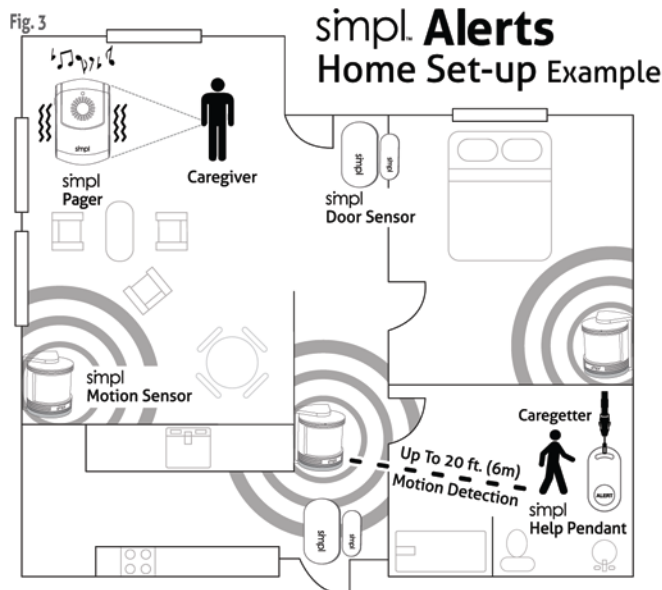 Fig. 3
simpl™ Alerts
Home Set-up Example
simpl
simpl
Pager
Caregiver
simpl
simpl
simpl
Door Sensor
simpl
Motion Sensor
Caregetter
Up To 20 ft. (6m)
Motion Detection
ALERT
simpl
Help Pendant
simpl
simpl